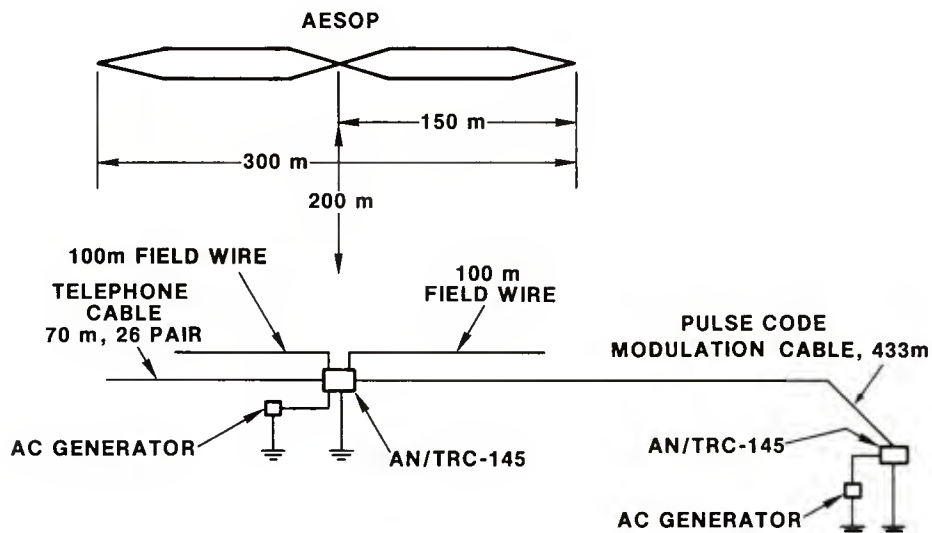 AESOP
150 m
300 m
200 m
100m FIELD WIRE
100 m
FIELD WIRE
TELEPHONE
CABLE
70 m, 26 PAIR
PULSE CODE
MODULATION CABLE, 433m
AC GENERATOR
AN/TRC-145
AN/TRC-145
AC GENERATOR